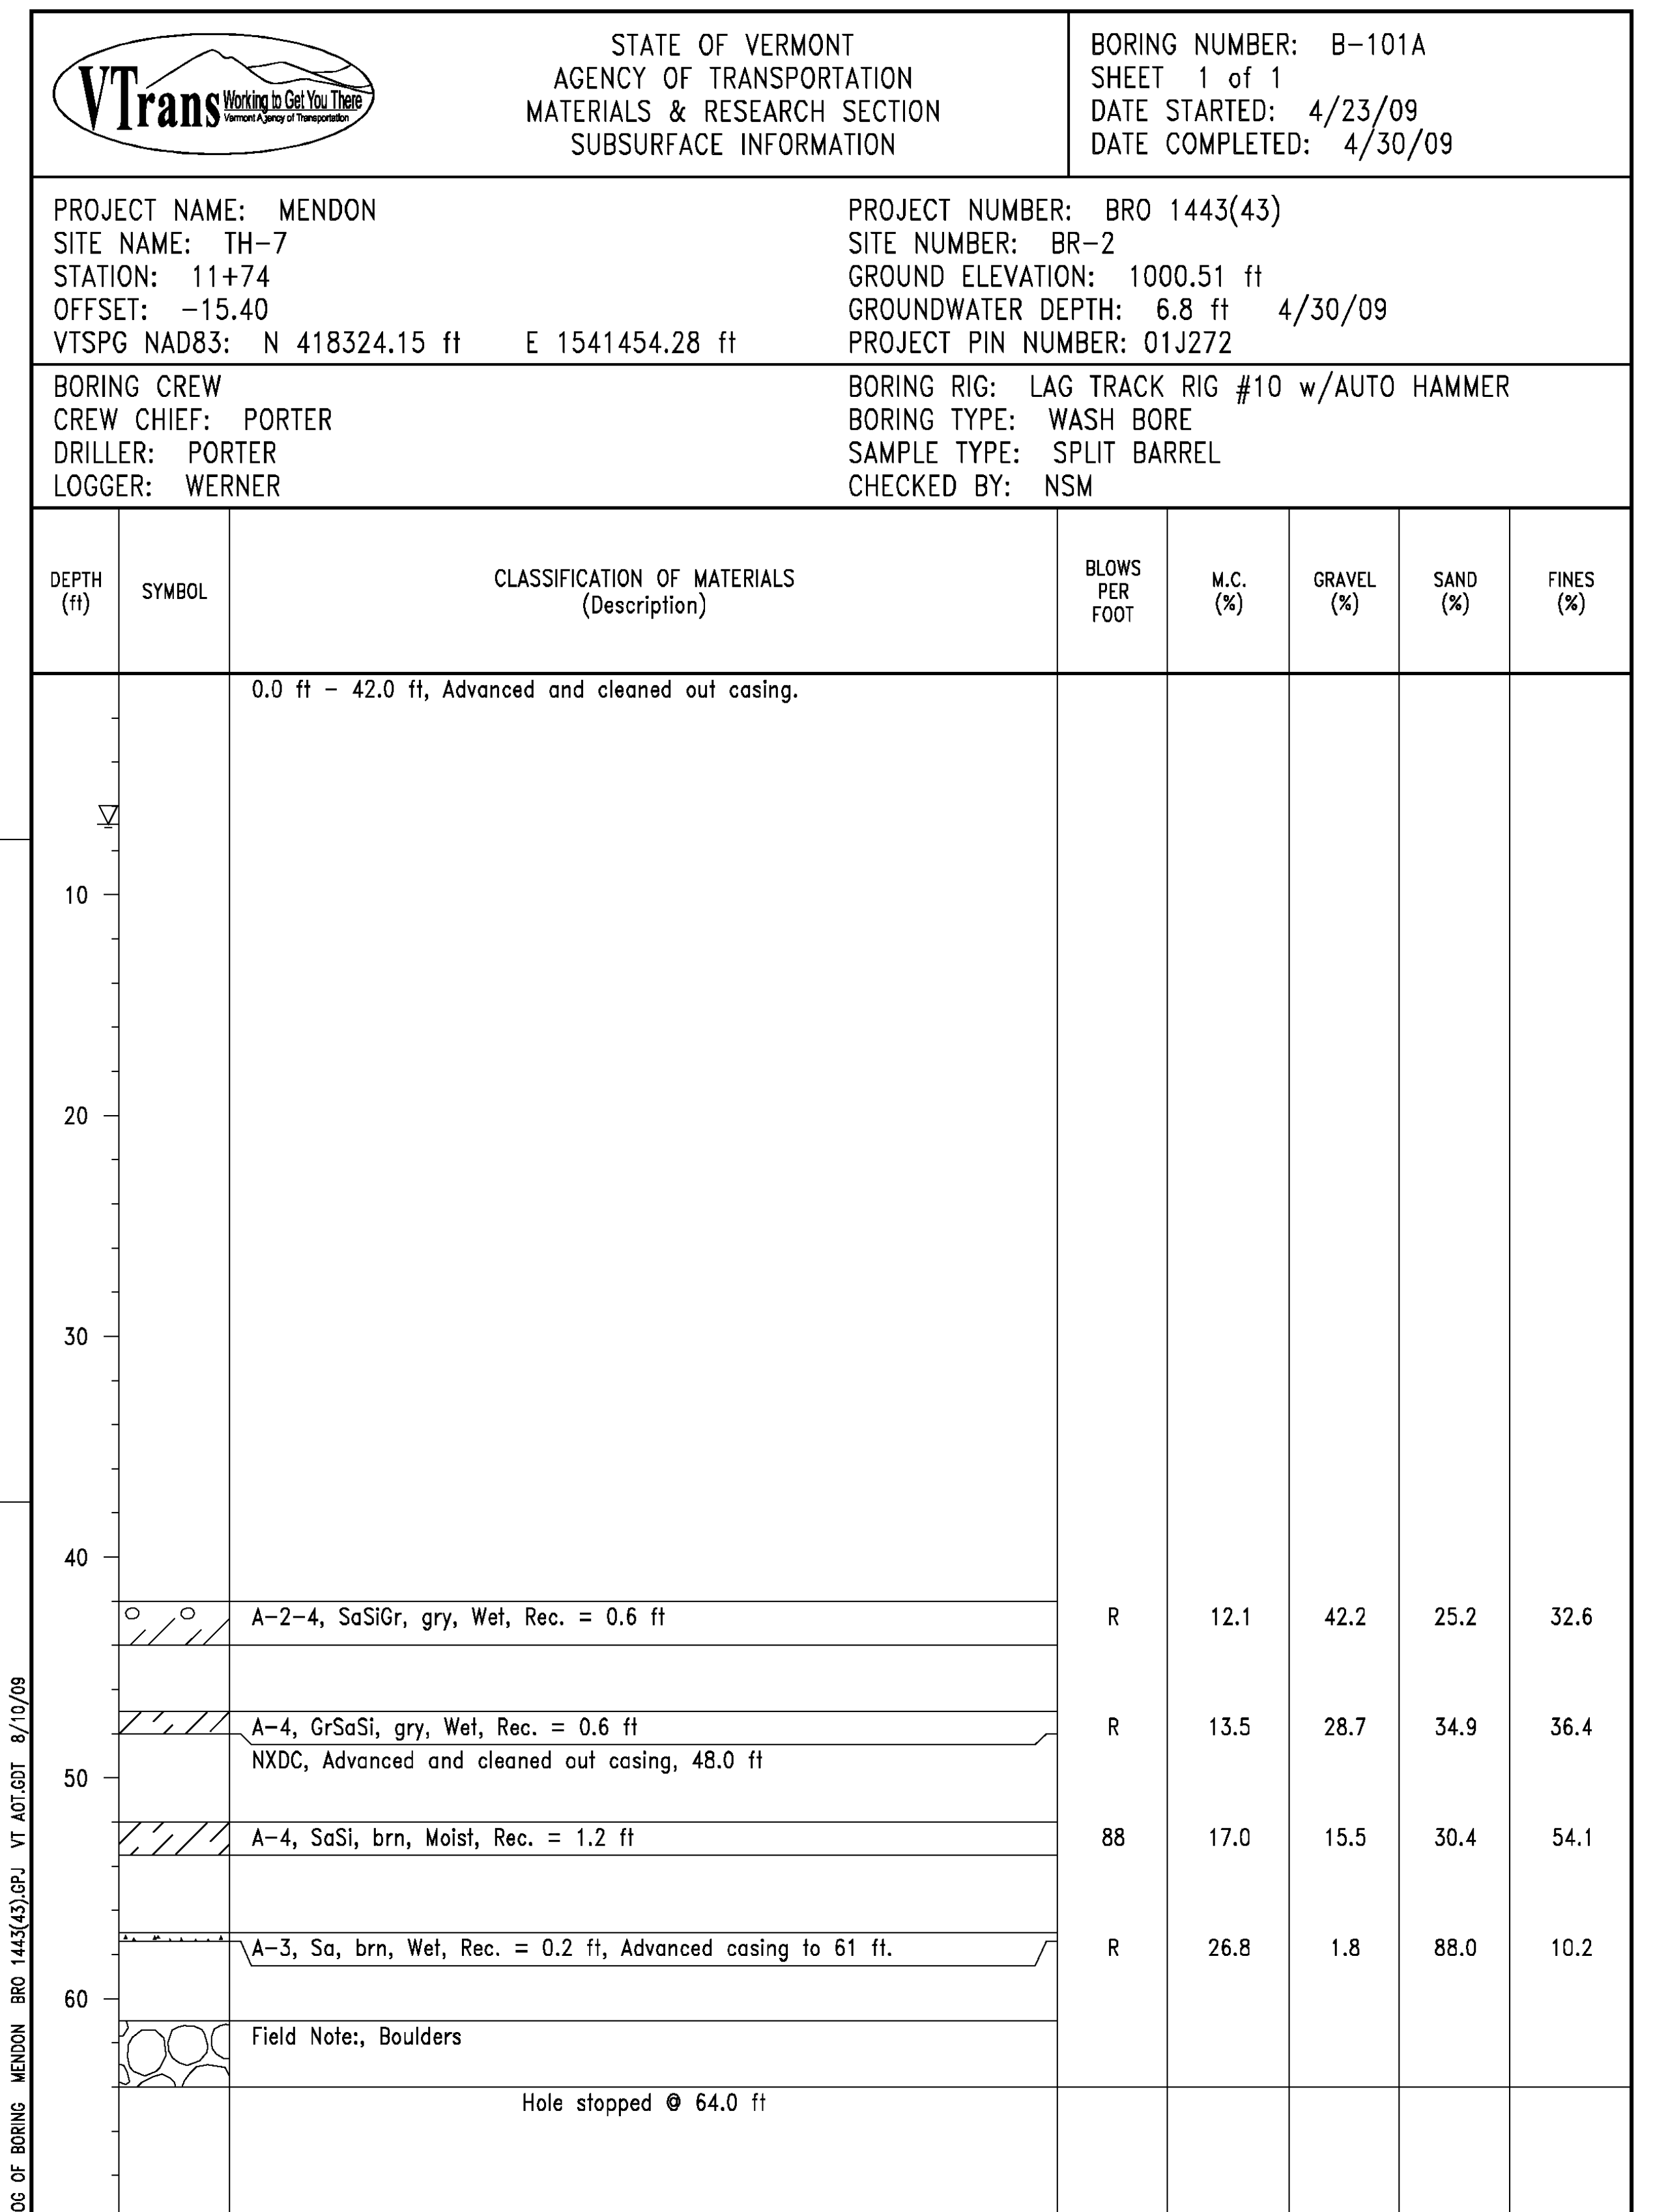 VTrans Working to Get You There
Vermont Agency of Transportation
STATE OF VERMONT
AGENCY OF TRANSPORTATION
MATERIALS & RESEARCH SECTION
SUBSURFACE INFORMATION
BORING NUMBER: B-101A
SHEET 1 of 1
DATE STARTED: 4/23/09
DATE COMPLETED: 4/30/09
PROJECT NAME: MENDON
SITE NAME: TH-7
STATION: 11+74
OFFSET: -15.40
VTSPG NAD83: N 418324.15 ft E 1541454.28 ft
PROJECT NUMBER: BRO 1443(43)
SITE NUMBER: BR-2
GROUND ELEVATION: 1000.51 ft
GROUNDWATER DEPTH: 6.8 ft 4/30/09
PROJECT PIN NUMBER: 01J272
BORING CREW
CREW CHIEF: PORTER
DRILLER: PORTER
LOGGER: WERNER
BORING RIG: LAG TRACK RIG #10 w/AUTO HAMMER
BORING TYPE: WASH BORE
SAMPLE TYPE: SPLIT BARREL
CHECKED BY: NSM
DEPTH
(ft)
SYMBOL
CLASSIFICATION OF MATERIALS
(Description)
BLOWS
PER
FOOT
M.C.
(%)
GRAVEL
(%)
SAND
(%)
FINES
(%)
0.0 ft - 42.0 ft, Advanced and cleaned out casing.
10
20
30
40
A-2-4, SaSiGr, gry, Wet, Rec. = 0.6 ft R 12.1 42.2 25.2 32.6
A-4, GrSaSi, gry, Wet, Rec. = 0.6 ft R 13.5 28.7 34.9 36.4
NXDC, Advanced and cleaned out casing, 48.0 ft
50
A-4, SaSi, brn, Moist, Rec. = 1.2 ft 88 17.0 15.5 30.4 54.1
A-3, Sa, brn, Wet, Rec. = 0.2 ft, Advanced casing to 61 ft. R 26.8 1.8 88.0 10.2
60
Field Note:, Boulders
Hole stopped @ 64.0 ft
OG OF BORING MENDON BRO 1443(43).GPJ VT AOT.GDT 8/10/09